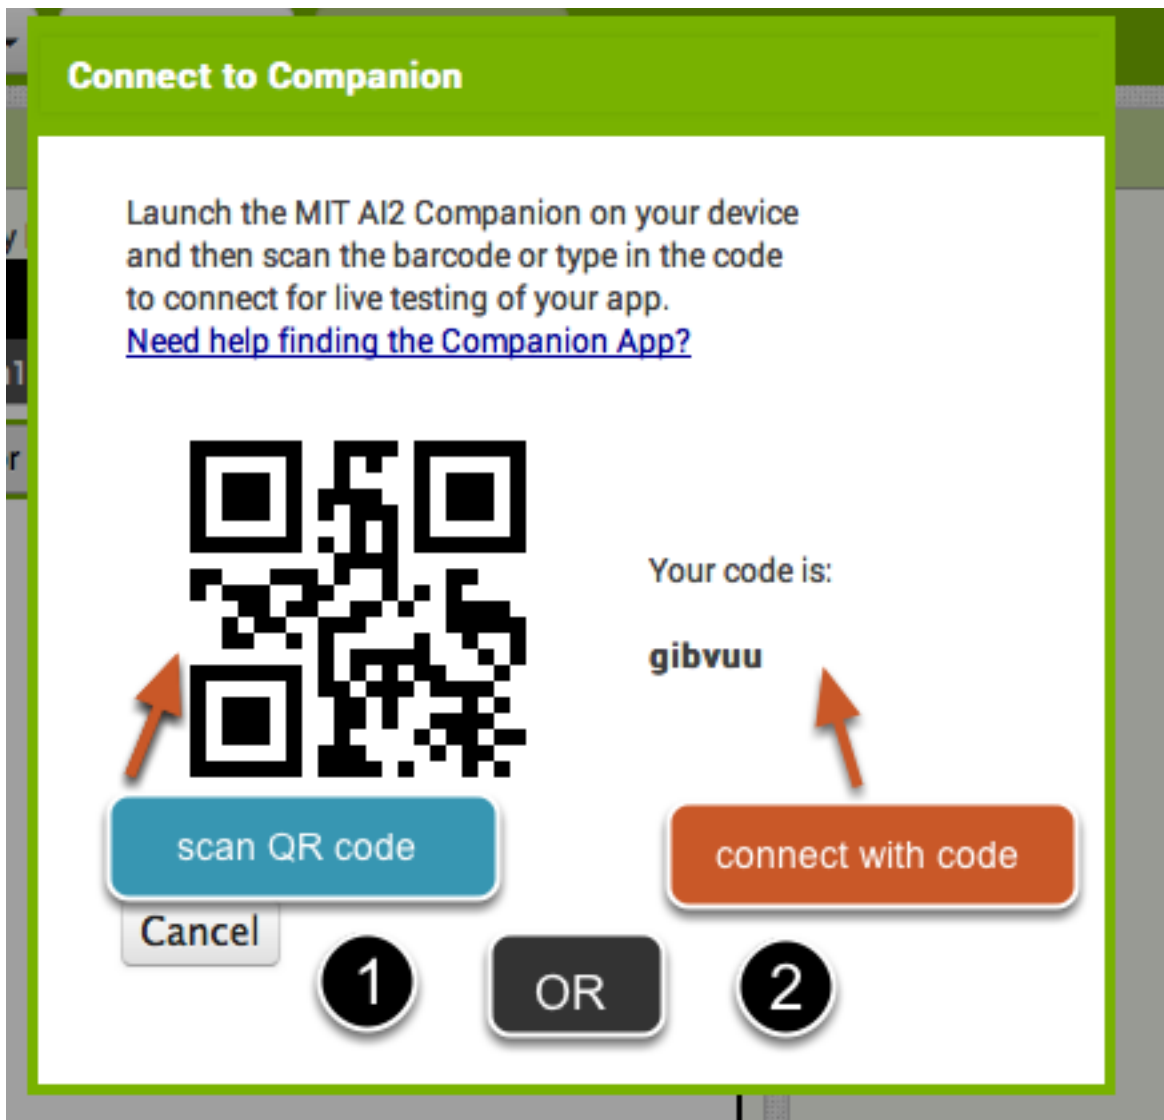 Connect to Companion
Launch the MIT AI2 Companion on your device
and then scan the barcode or type in the code
to connect for live testing of your app.
Need help finding the Companion App?
Your code is:
gibvuu
scan QR code
connect with code
Cancel
1
OR
2